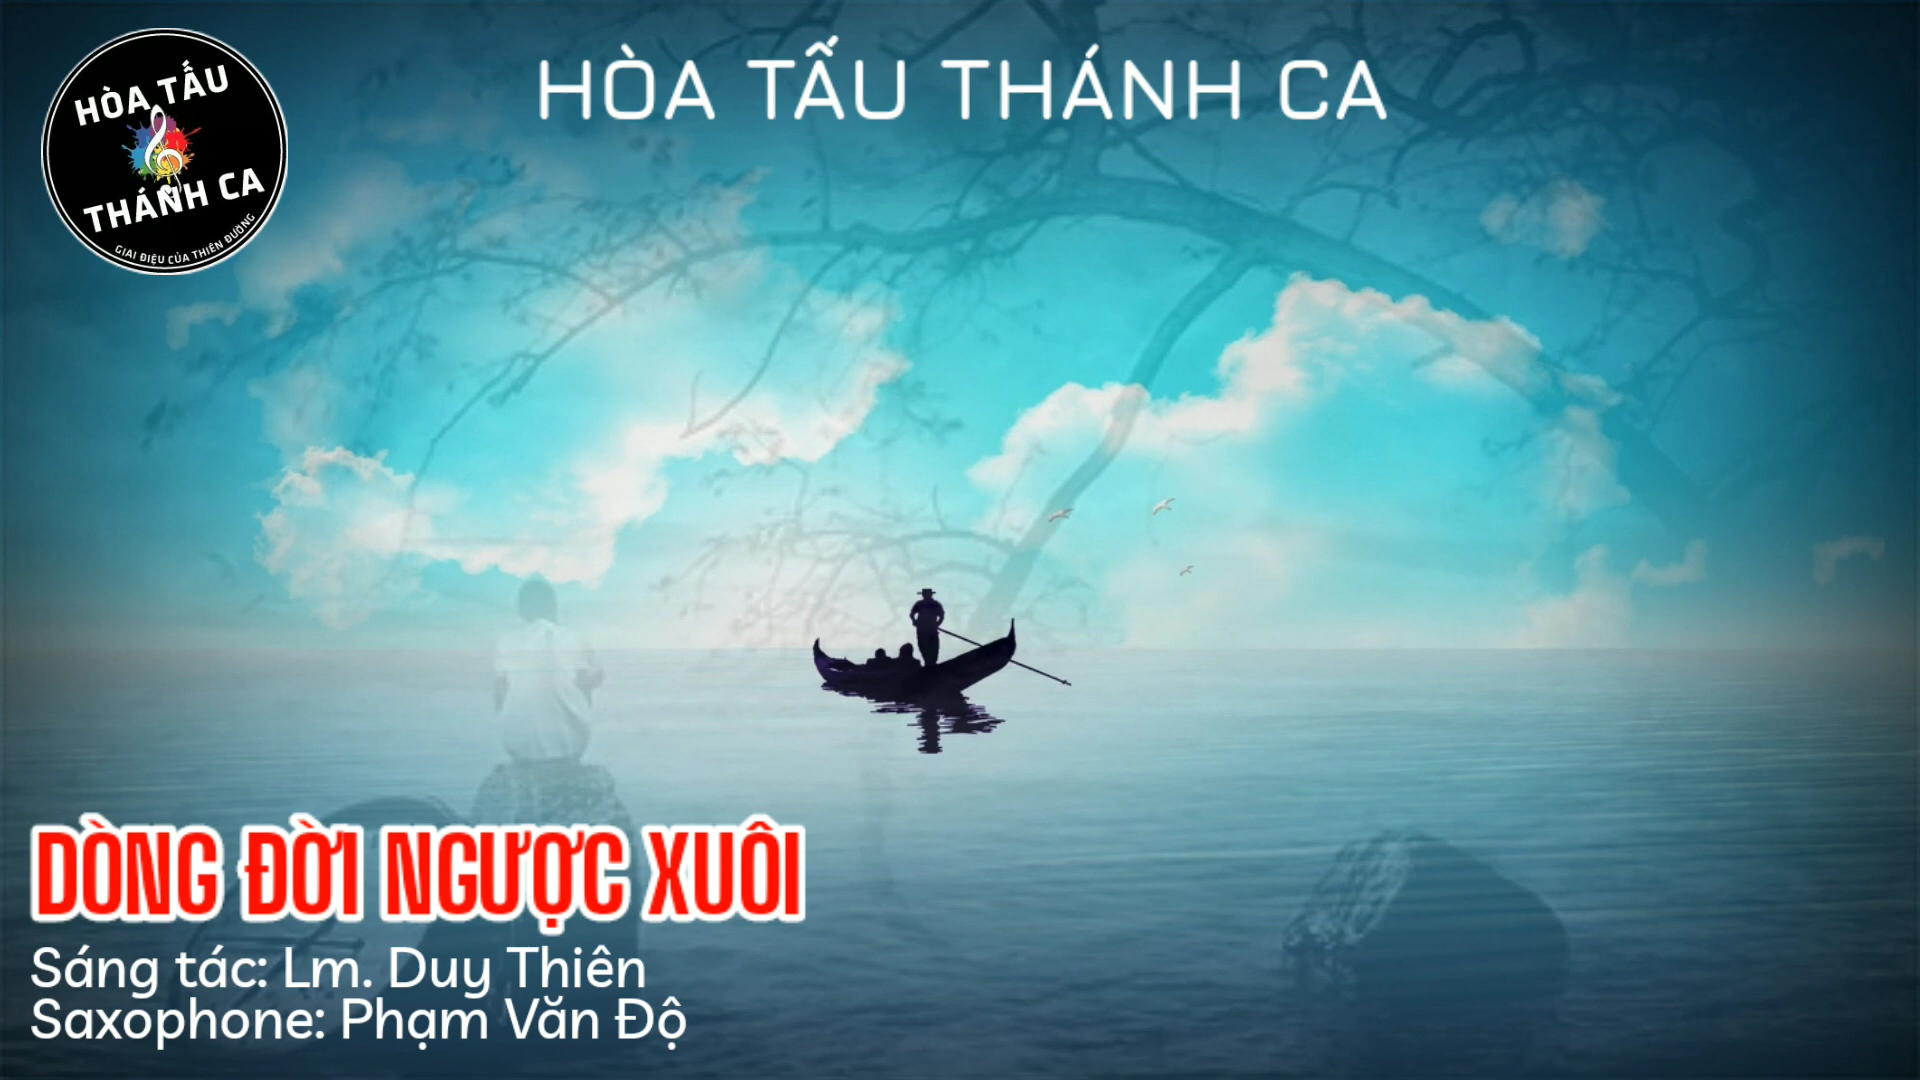 HÒA TẤU
THÁNH CA
GIAI ĐIỆU CỦA THIÊN ĐƯỜNG
HÒA TẤU THÁNH CA
DÒNG ĐỜI NGƯỢC XUÔI
Sáng tác: Lm. Duy Thiên
Saxophone: Phạm Văn Độ